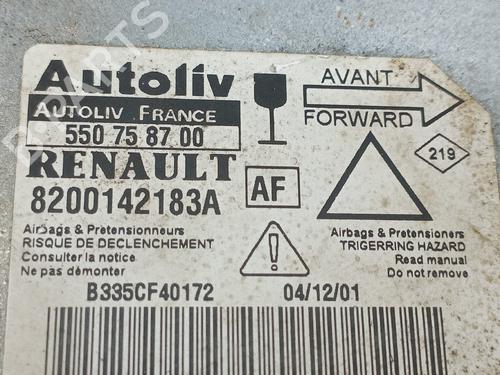 Autoliv
AUTOLIV FRANCE
550 75 87 00
RENAULT
8200142183A
AF
AVANT
FORWARD
219
Airbags & Pretensionneurs
RISQUE DE DECLENCHEMENT
Consulter la notice
Ne pas démonter
Airbags & Pretensioners
TRIGERRING HAZARD
Read manual
Do not remove
B335CF40172
04/12/01